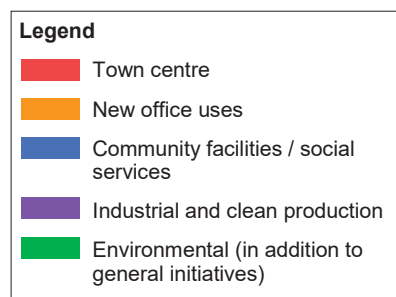 Legend
Town centre
New office uses
Community facilities / social
services
Industrial and clean production
Environmental (in addition to
general initiatives)